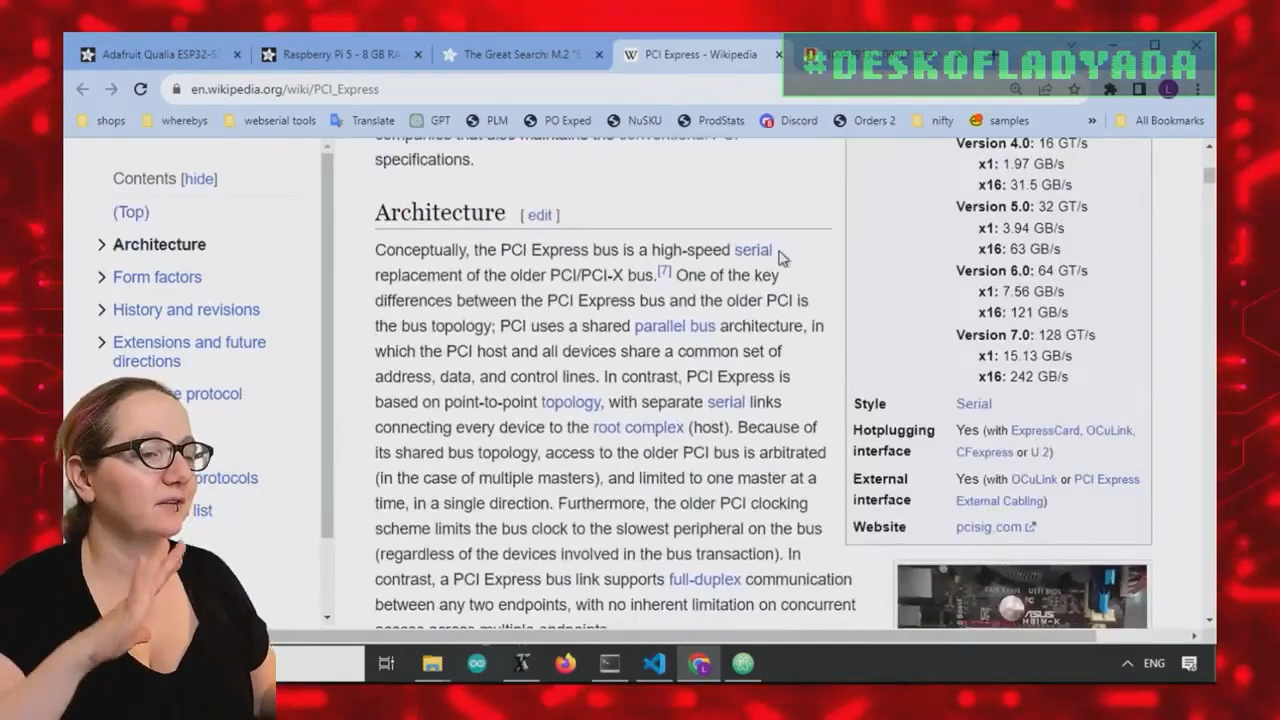 Adafruit Qualia ESP32-S
Raspberry Pi 5 - 8 GB RA
The Great Search: M.2 "E
PCI Express - Wikipedia
#DESKOFLADYADA
en.wikipedia.org/wiki/PCI_Express
shops
whereby
webserial tools
Translate
GPT
PLM
PO Exped
NuSKU
ProdStats
Discord
Orders 2
nifty
samples
»
All Bookmarks
Contents [hide]
(Top)
Architecture
Form factors
History and revisions
Extensions and future
directions
protocol
protocols
list
specifications.
Architecture [ edit ]
Conceptually, the PCI Express bus is a high-speed serial
replacement of the older PCI/PCI-X bus.[7] One of the key
differences between the PCI Express bus and the older PCI is
the bus topology; PCI uses a shared parallel bus architecture, in
which the PCI host and all devices share a common set of
address, data, and control lines. In contrast, PCI Express is
based on point-to-point topology, with separate serial links
connecting every device to the root complex (host). Because of
its shared bus topology, access to the older PCI bus is arbitrated
(in the case of multiple masters), and limited to one master at a
time, in a single direction. Furthermore, the older PCI clocking
scheme limits the bus clock to the slowest peripheral on the bus
(regardless of the devices involved in the bus transaction). In
contrast, a PCI Express bus link supports full-duplex communication
between any two endpoints, with no inherent limitation on concurrent
Version 4.0: 16 GT/s
x1: 1.97 GB/s
x16: 31.5 GB/s
Version 5.0: 32 GT/s
x1: 3.94 GB/s
x16: 63 GB/s
Version 6.0: 64 GT/s
x1: 7.56 GB/s
x16: 121 GB/s
Version 7.0: 128 GT/s
x1: 15.13 GB/s
x16: 242 GB/s
Style Serial
Hotplugging Yes (with ExpressCard, OCuLink,
interface CFexpress or U.2)
External Yes (with OCuLink or PCI Express
interface External Cabling)
Website pcisig.com
ASUS
H81M-K
ENG